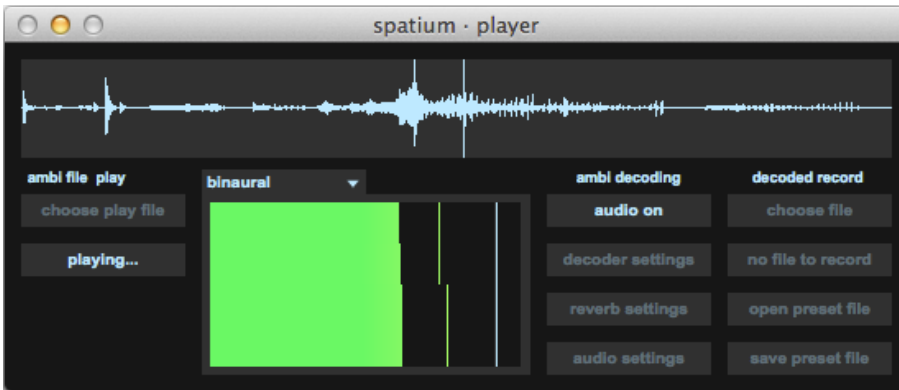 spatium · player
ambi file play
choose play file
playing...
binaural
ambi decoding
audio on
decoder settings
reverb settings
audio settings
decoded record
choose file
no file to record
open preset file
save preset file